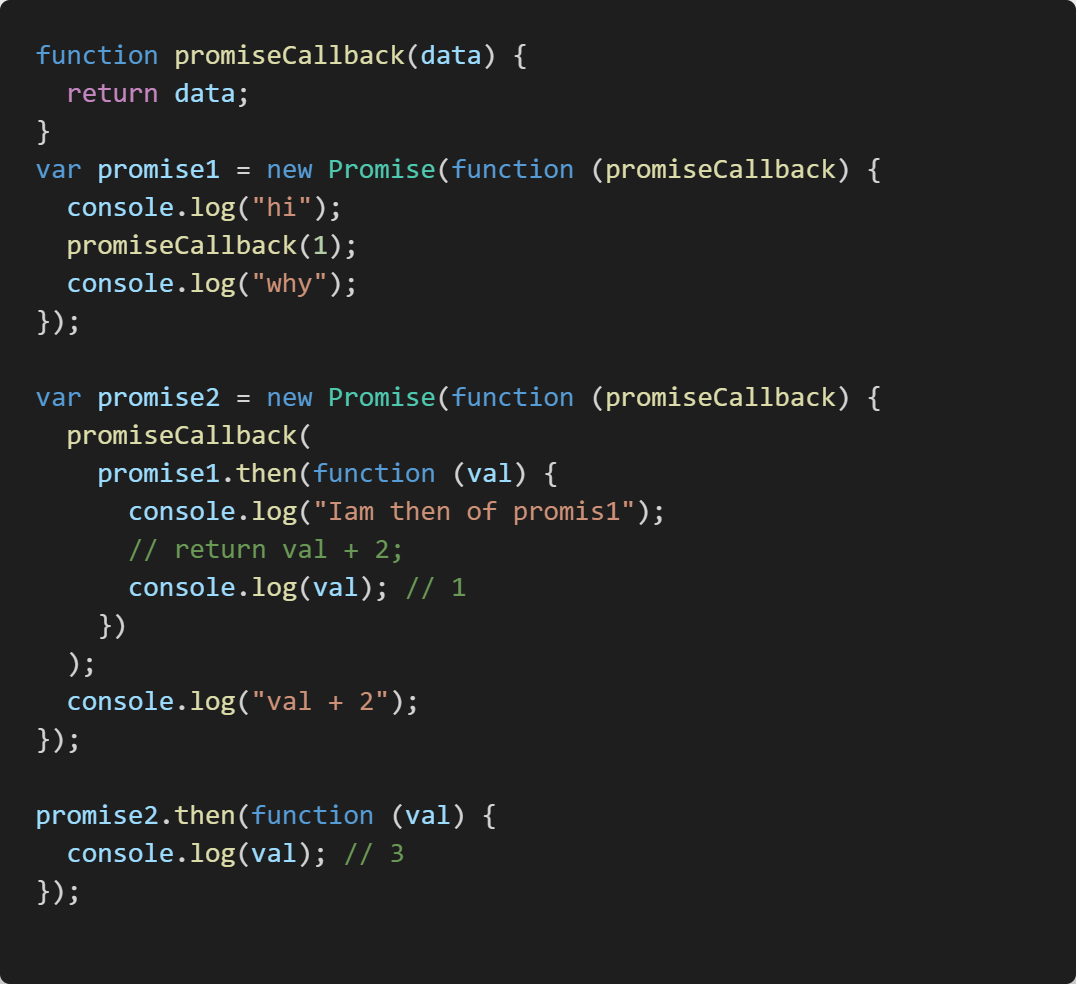 function promiseCallback(data) {
  return data;
}
var promise1 = new Promise(function (promiseCallback) {
  console.log("hi");
  promiseCallback(1);
  console.log("why");
});

var promise2 = new Promise(function (promiseCallback) {
  promiseCallback(
    promise1.then(function (val) {
      console.log("Iam then of promis1");
      // return val + 2;
      console.log(val); // 1
    })
  );
  console.log("val + 2");
});

promise2.then(function (val) {
  console.log(val); // 3
});